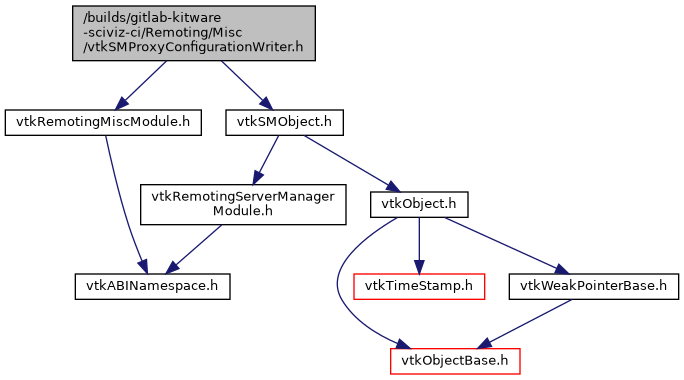 /builds/gitlab-kitware
-sciviz-ci/Remoting/Misc
/vtkSMProxyConfigurationWriter.h
vtkRemotingMiscModule.h
vtkSMObject.h
vtkRemotingServerManager
Module.h
vtkObject.h
vtkABINamespace.h
vtkTimeStamp.h
vtkWeakPointerBase.h
vtkObjectBase.h